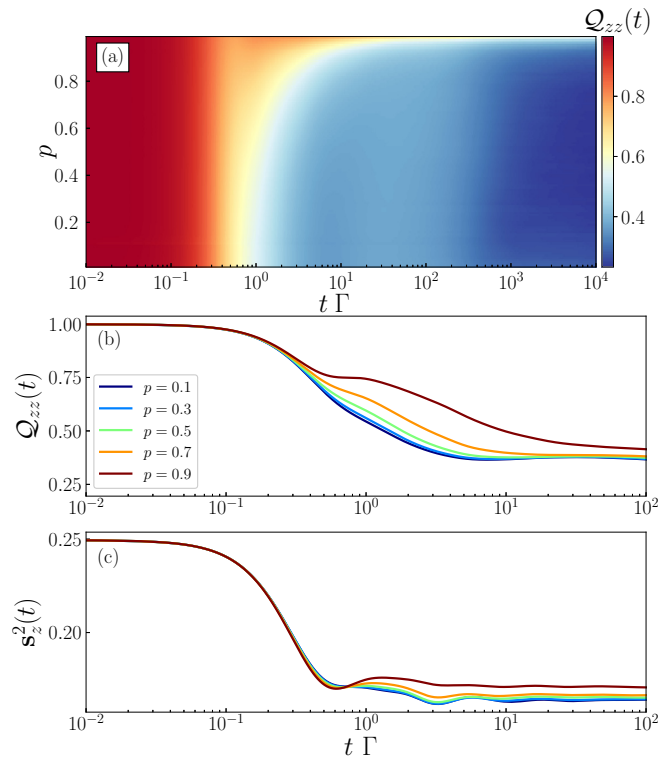 𝒬zz(t)
(a)
0.8
0.6
0.4
0.2
p
0.8
0.6
0.4
10⁻² 10⁻¹ 10⁰ 10¹ 10² 10³ 10⁴
t Γ
(b)
1.00
0.75
0.50
0.25
𝒬zz(t)
p = 0.1
p = 0.3
p = 0.5
p = 0.7
p = 0.9
10⁻² 10⁻¹ 10⁰ 10¹ 10²
(c)
0.25
0.20
s²z(t)
10⁻² 10⁻¹ 10⁰ 10¹ 10²
t Γ